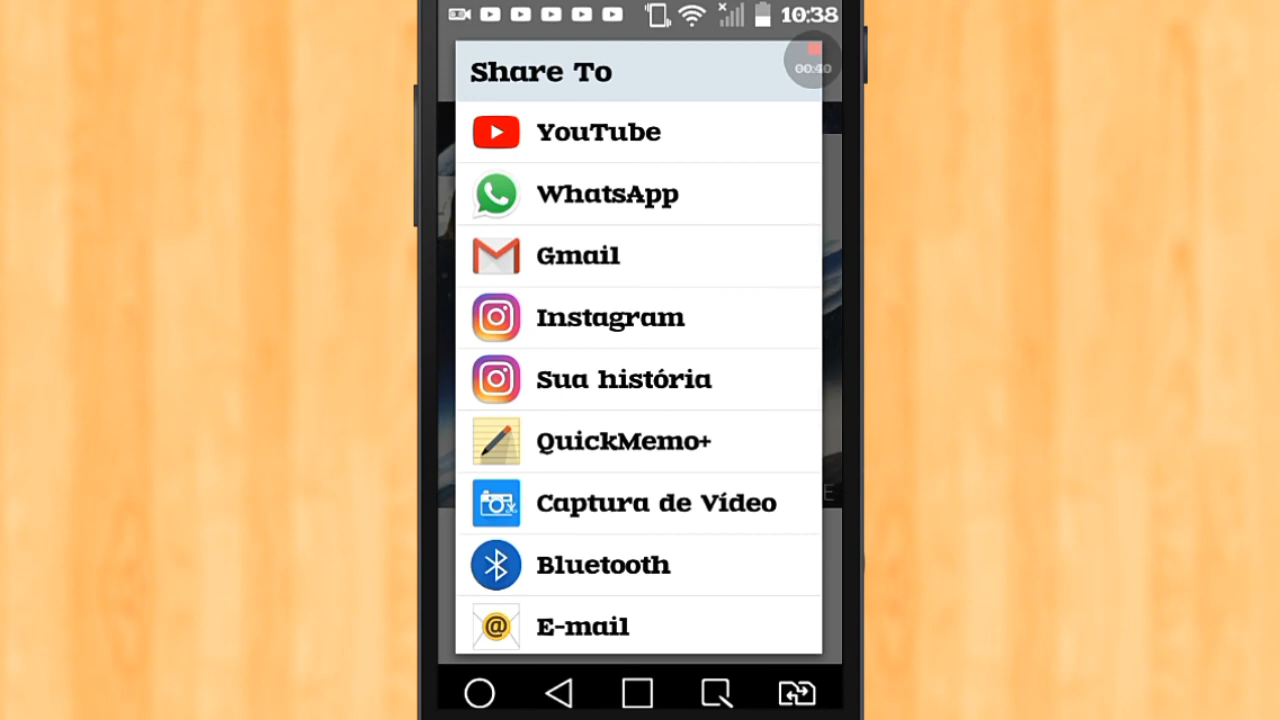 10:38
Share To
00:40
YouTube
WhatsApp
Gmail
Instagram
Sua história
QuickMemo+
Captura de Vídeo
E
Bluetooth
@
E-mail